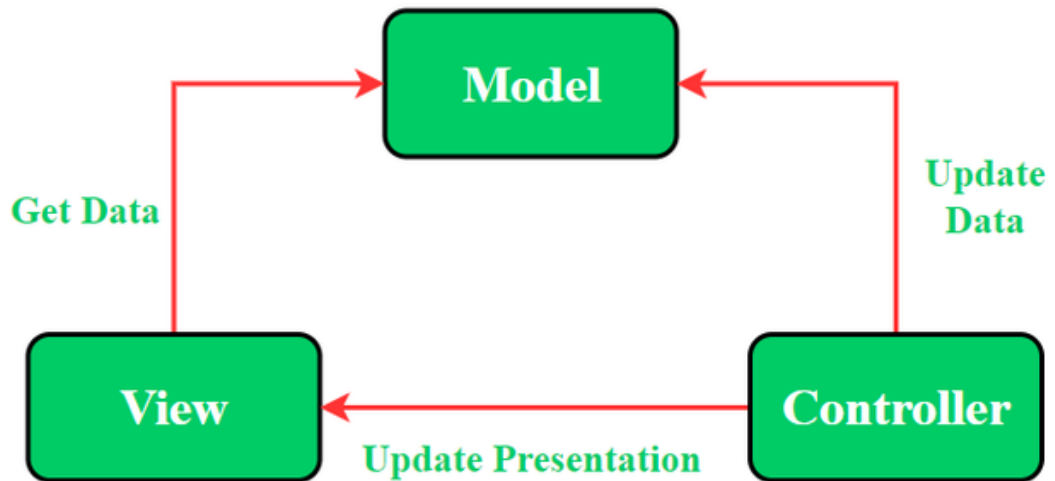 Model
Get Data
Update
Data
View
Controller
Update Presentation